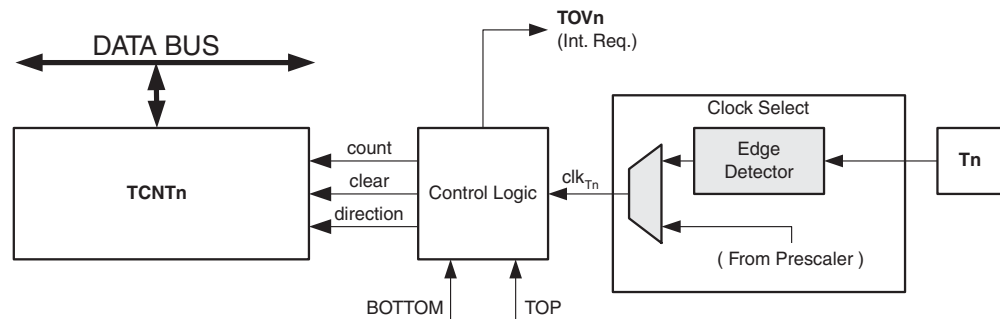 TOVn
(Int. Req.)
DATA BUS
Clock Select
count
Edge
Detector
Tn
TCNTn
clear
Control Logic
clkTn
direction
( From Prescaler )
BOTTOM
TOP